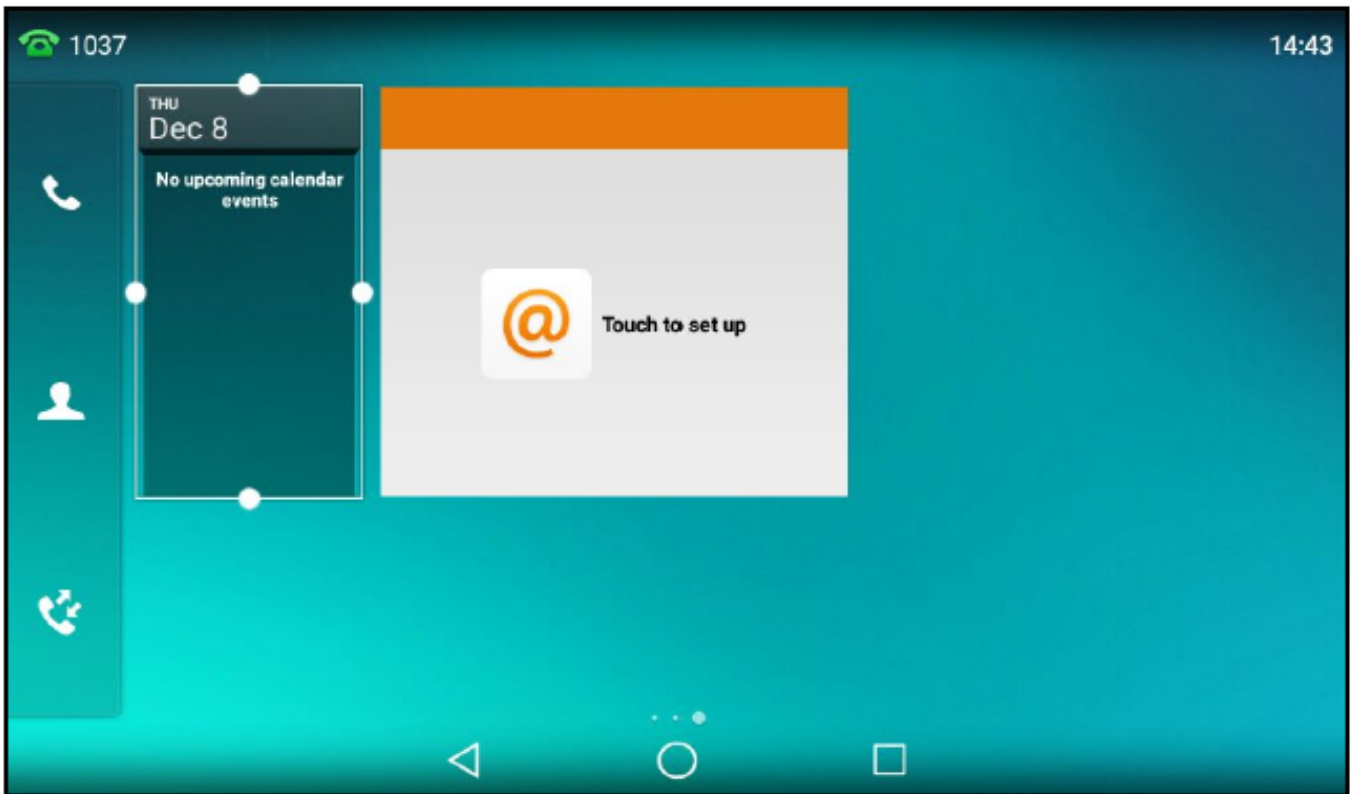 1037
14:43
THU
Dec 8
No upcoming calendar
events
@
Touch to set up